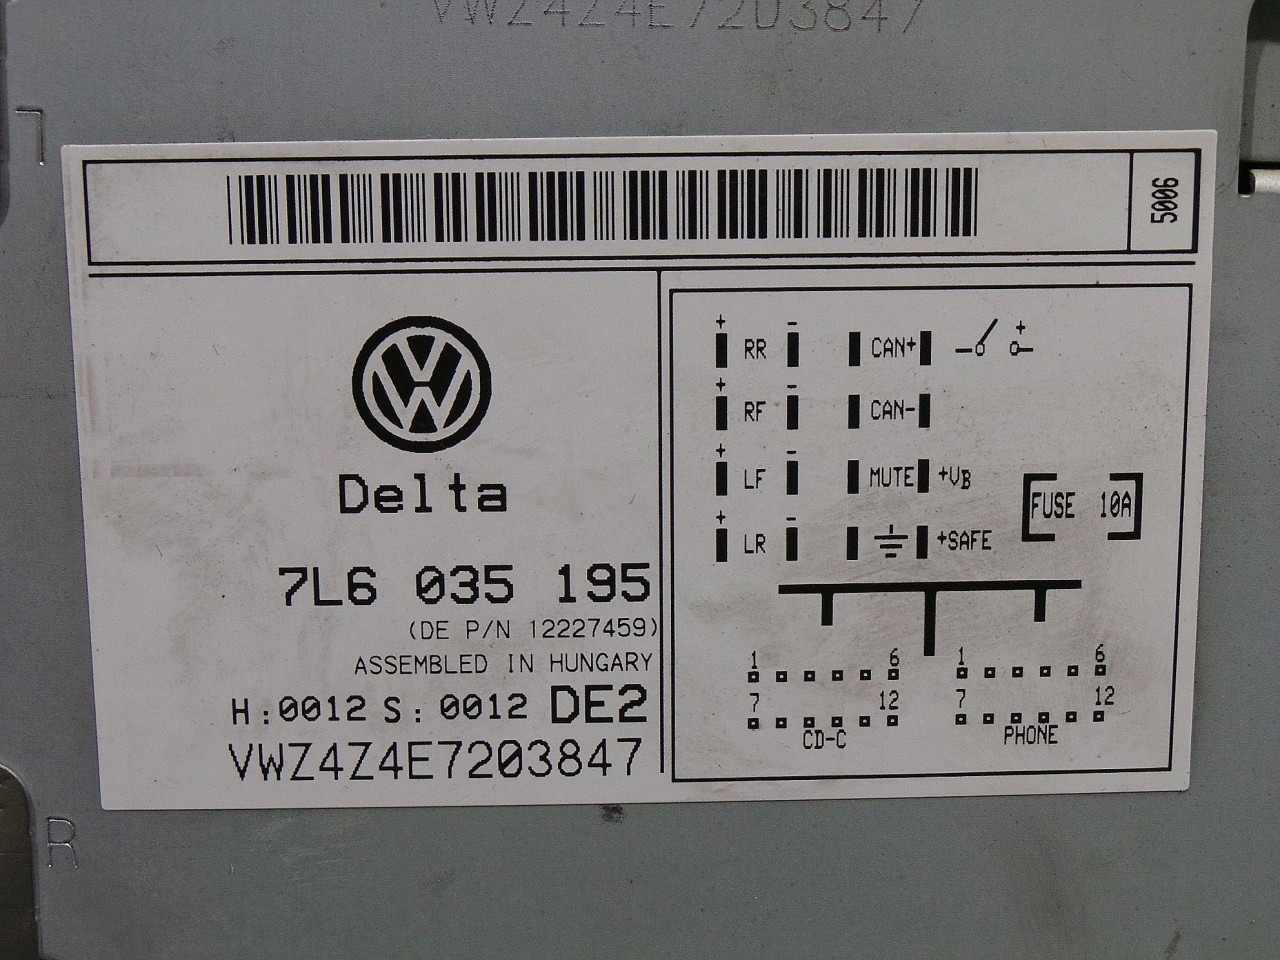 VWZ4Z4E7203847
L
5006
Delta
7L6 035 195
(DE P/N 12227459)
ASSEMBLED IN HUNGARY
H:0012 S:0012 DE2
VWZ4Z4E7203847
+ RR - CAN+ +
+ RF - CAN-
+ LF - MUTE +VB
+ LR - +SAFE
FUSE 10A
1 6 1 6
7 12 7 12
CD-C PHONE
R